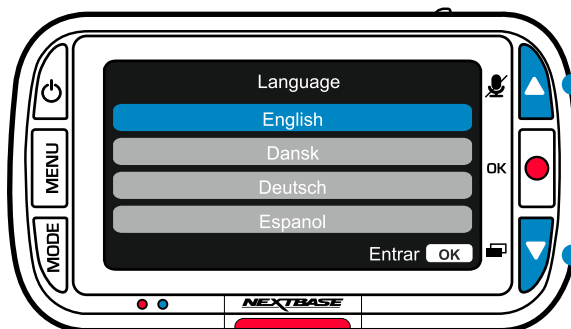 Language
English
Dansk
Deutsch
Espanol
Entrar OK
MENU
MODE
OK
NEXTBASE